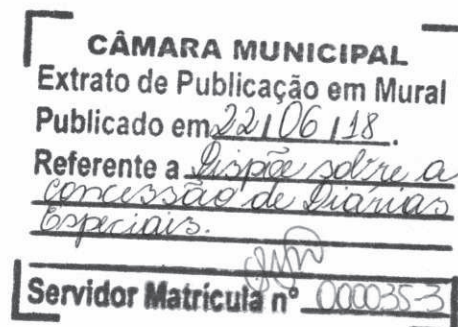 CÂMARA MUNICIPAL
Extrato de Publicação em Mural
Publicado em 22/06/18.
Referente a Dispõe sobre a
concessão de Diárias
Especiais.
Servidor Matrícula nº 000035-3